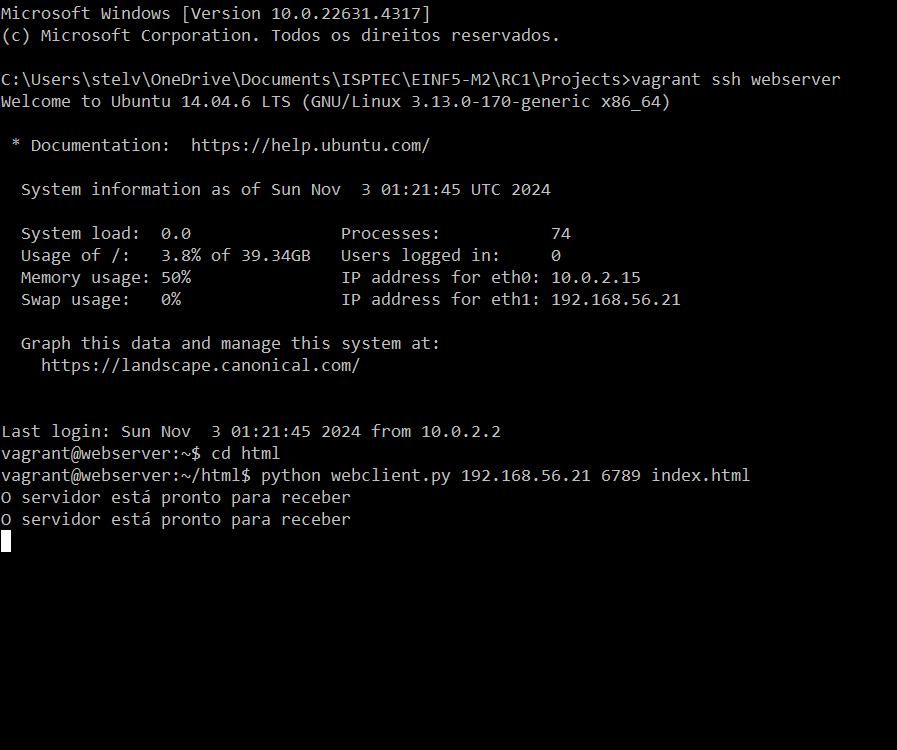 Microsoft Windows [Version 10.0.22631.4317]
(c) Microsoft Corporation. Todos os direitos reservados.
C:\Users\stelv\OneDrive\Documents\ISPTEC\EINF5-M2\RC1\Projects>vagrant ssh webserver
Welcome to Ubuntu 14.04.6 LTS (GNU/Linux 3.13.0-170-generic x86_64)
* Documentation:  https://help.ubuntu.com/
System information as of Sun Nov  3 01:21:45 UTC 2024
System load:  0.0               Processes:           74
Usage of /:   3.8% of 39.34GB   Users logged in:     0
Memory usage: 50%               IP address for eth0: 10.0.2.15
Swap usage:   0%                IP address for eth1: 192.168.56.21
Graph this data and manage this system at:
https://landscape.canonical.com/
Last login: Sun Nov  3 01:21:45 2024 from 10.0.2.2
vagrant@webserver:~$ cd html
vagrant@webserver:~/html$ python webclient.py 192.168.56.21 6789 index.html
O servidor está pronto para receber
O servidor está pronto para receber